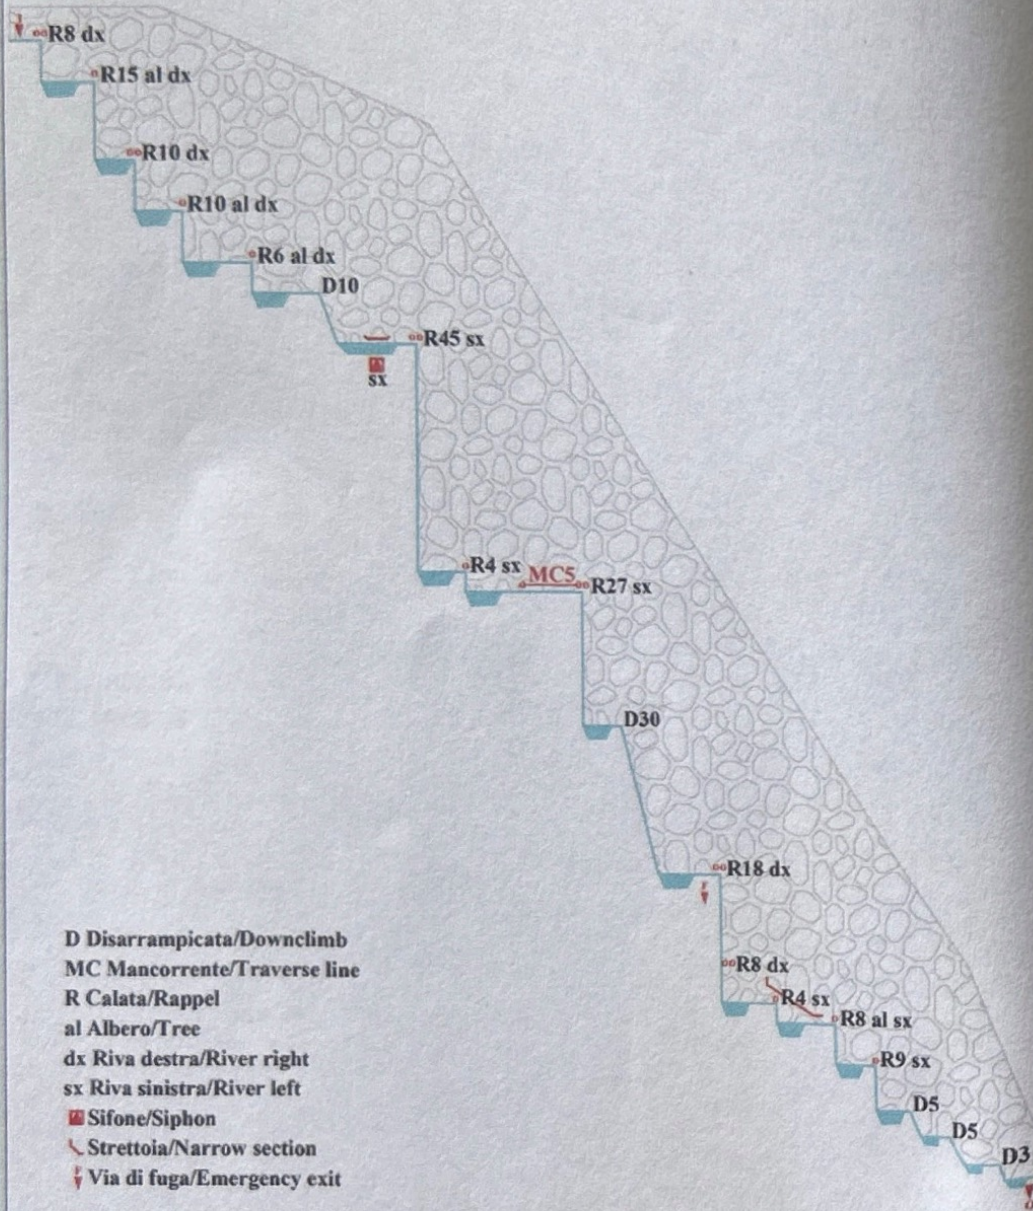 R8 dx
R15 al dx
R10 dx
R10 al dx
R6 al dx
D10
R45 sx
sx
R4 sx
MC5
R27 sx
D30
R18 dx
R8 dx
R4 sx
R8 al sx
R9 sx
D5
D5
D3
D Disarrampicata/Downclimb
MC Mancorrente/Traverse line
R Calata/Rappel
al Albero/Tree
dx Riva destra/River right
sx Riva sinistra/River left
Sifone/Siphon
Strettoia/Narrow section
Via di fuga/Emergency exit